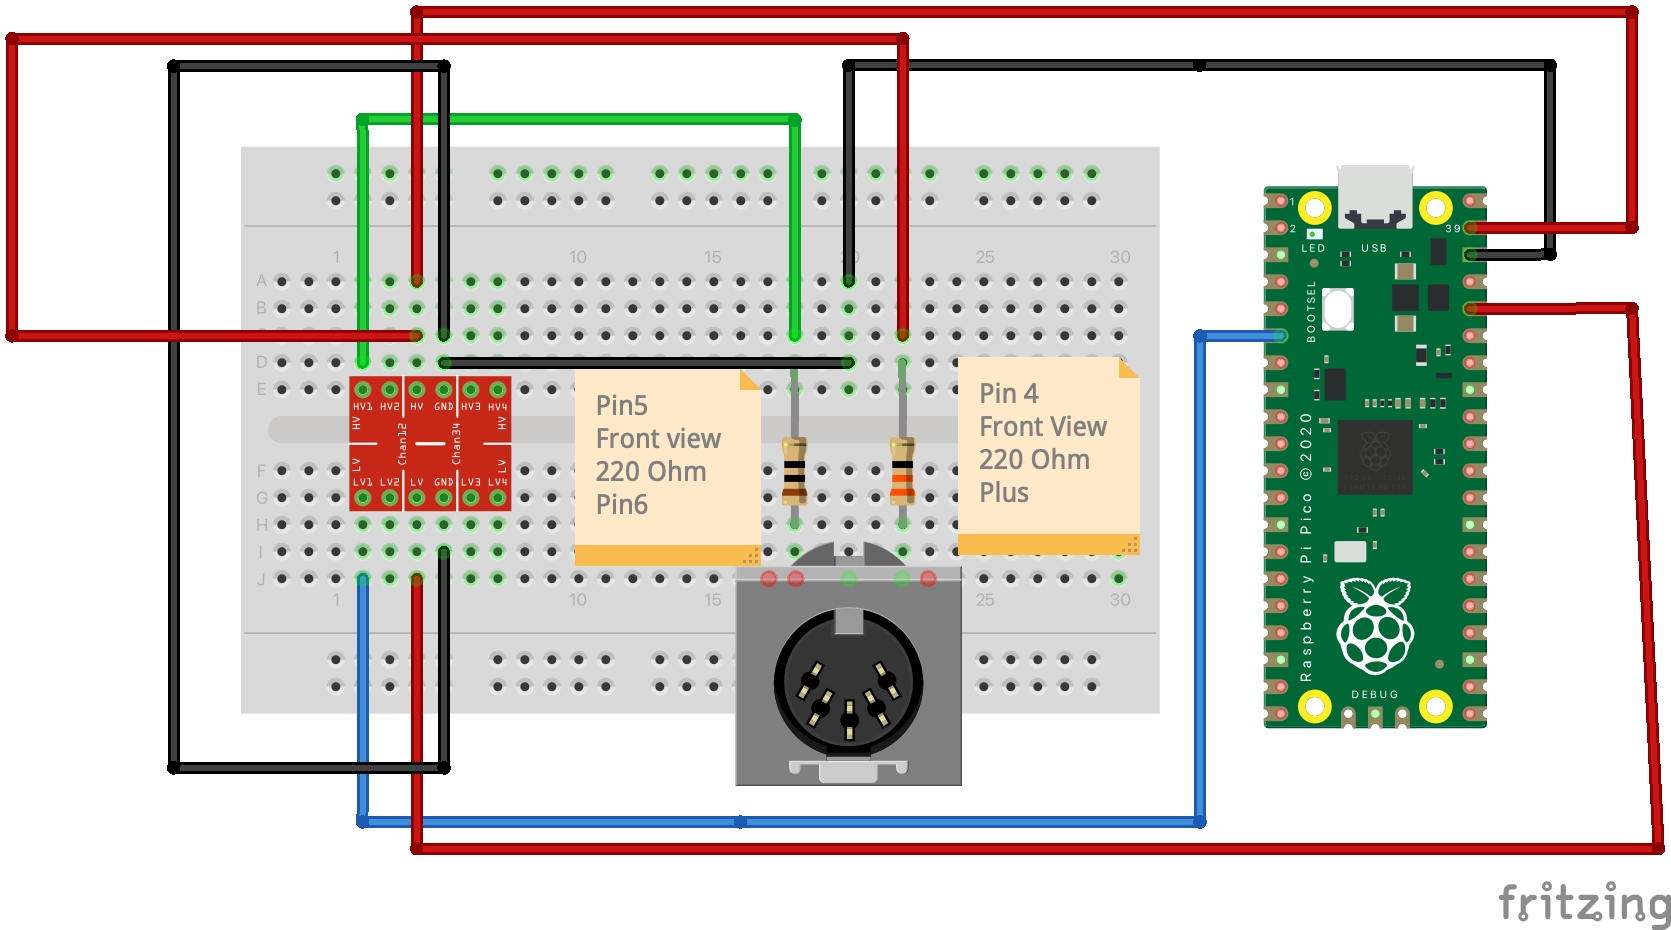 1
10
15
20
25
30
A
B
D
E
F
G
H
I
J
1
10
15
25
30
HV1 HV2 HV GND HV3 HV4
HV
Chan12
Chan34
HV
LV
LV
LV1 LV2 LV GND LV3 LV4
Pin5
Front view
220 Ohm
Pin6
Pin 4
Front View
220 Ohm
Plus
1
2
39
LED
USB
BOOTSEL
Raspberry Pi Pico ©2020
DEBUG
fritzing